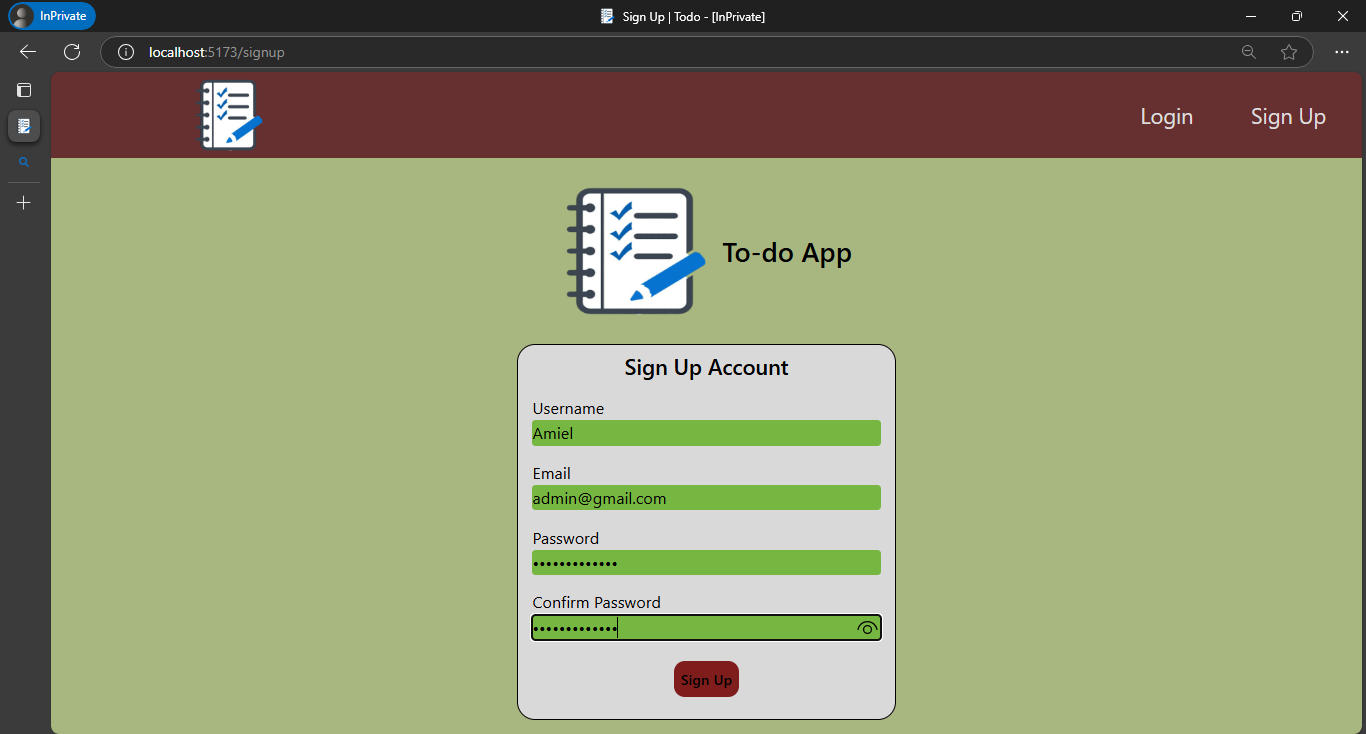 InPrivate
Sign Up | Todo - [InPrivate]
localhost:5173/signup
Login
Sign Up
To-do App
Sign Up Account
Username
Amiel
Email
admin@gmail.com
Password
•••••••••••••
Confirm Password
•••••••••••••
Sign Up